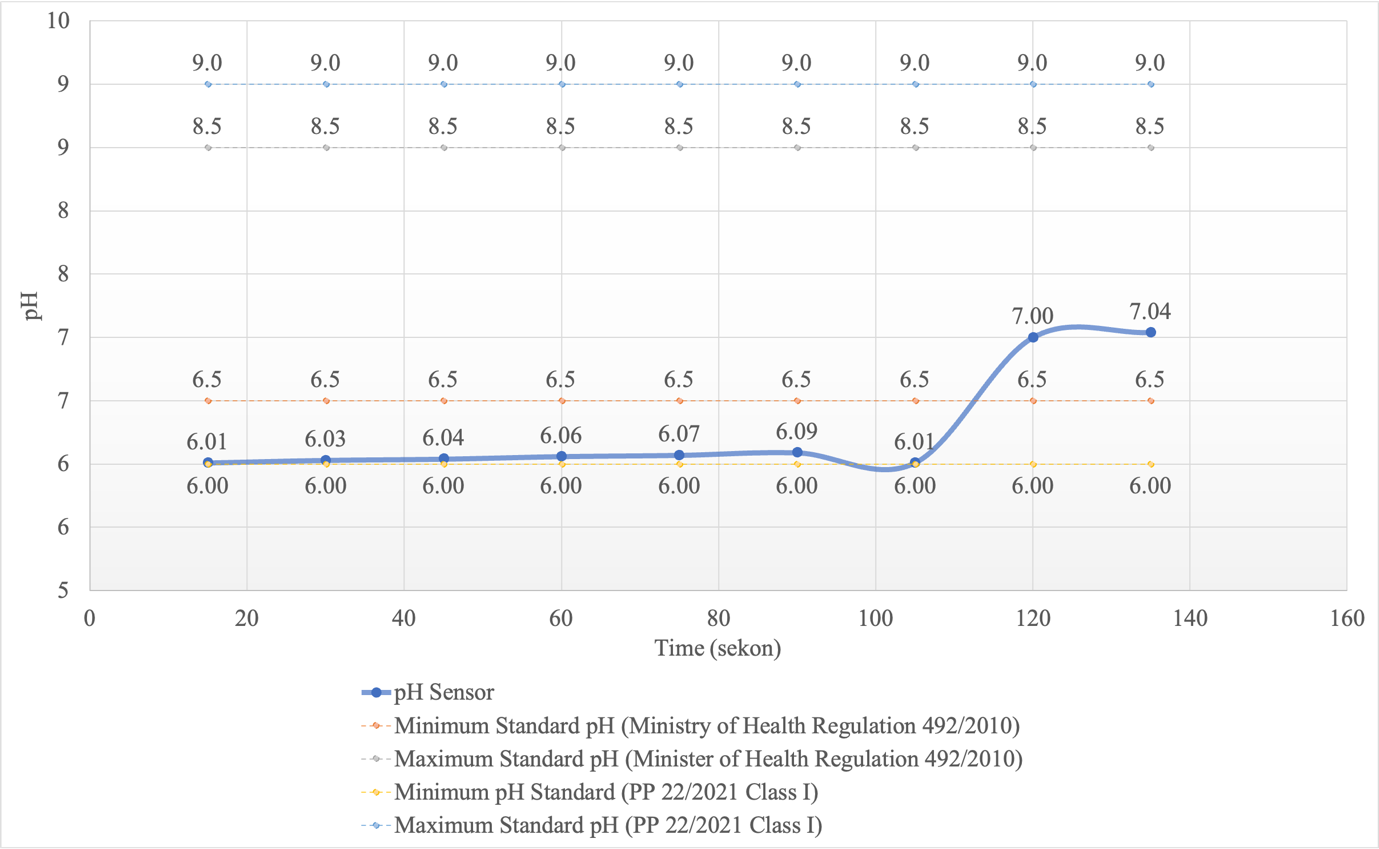 10
9.0 9.0 9.0 9.0 9.0 9.0 9.0 9.0 9.0
9
8.5 8.5 8.5 8.5 8.5 8.5 8.5 8.5 8.5
9
8
8
pH
7.00 7.04
7
6.5 6.5 6.5 6.5 6.5 6.5 6.5 6.5 6.5
7
6.01 6.03 6.04 6.06 6.07 6.09 6.01
6
6.00 6.00 6.00 6.00 6.00 6.00 6.00 6.00 6.00
6
5
0 20 40 60 80 100 120 140 160
Time (sekon)
pH Sensor
Minimum Standard pH (Ministry of Health Regulation 492/2010)
Maximum Standard pH (Minister of Health Regulation 492/2010)
Minimum pH Standard (PP 22/2021 Class I)
Maximum Standard pH (PP 22/2021 Class I)